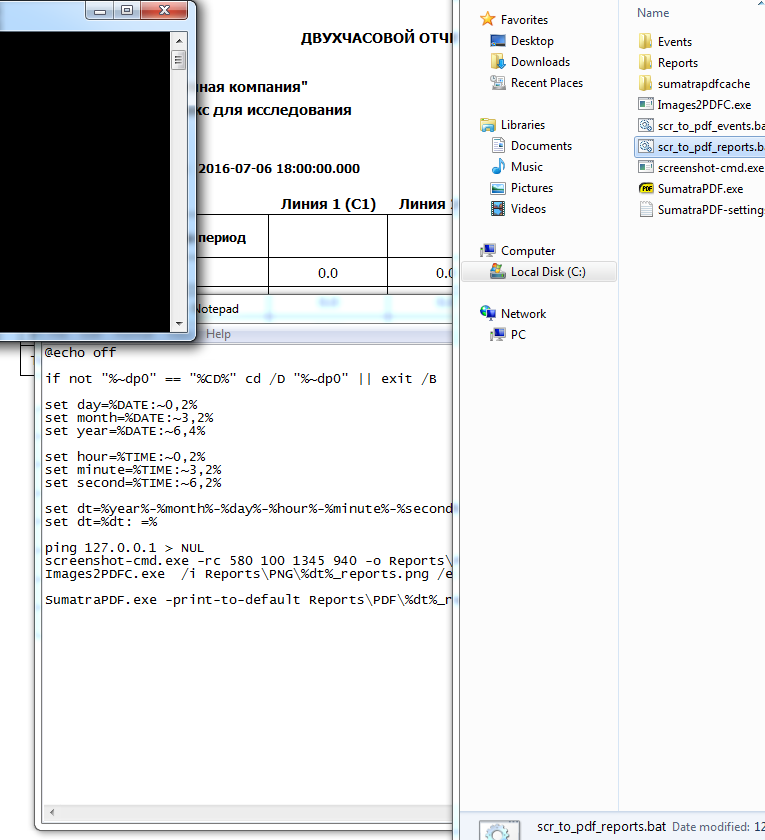 ДВУХЧАСОВОЙ
компания"
для исследования
2016-07-06 18:00:00.000
Линия 1 (С1) Линия
период
0.0 0.0
Notepad
Help
@echo off
if not "%~dp0" == "%CD%" cd /D "%~dp0" || exit /B
set day=%DATE:~0,2%
set month=%DATE:~3,2%
set year=%DATE:~6,4%
set hour=%TIME:~0,2%
set minute=%TIME:~3,2%
set second=%TIME:~6,2%
set dt=%year%-%month%-%day%-%hour%-%minute%-%second
set dt=%dt: =%
ping 127.0.0.1 > NUL
screenshot-cmd.exe -rc 580 100 1345 940 -o Reports\
Images2PDFC.exe /i Reports\PNG\%dt%_reports.png /e
SumatraPDF.exe -print-to-default Reports\PDF\%dt%_r
Favorites
Desktop
Downloads
Recent Places
Libraries
Documents
Music
Pictures
Videos
Computer
Local Disk (C:)
Network
PC
Name
Events
Reports
sumatrapdfcache
Images2PDFC.exe
scr_to_pdf_events.ba
scr_to_pdf_reports.ba
screenshot-cmd.exe
PDF SumatraPDF.exe
SumatraPDF-settings
scr_to_pdf_reports.bat Date modified: 12